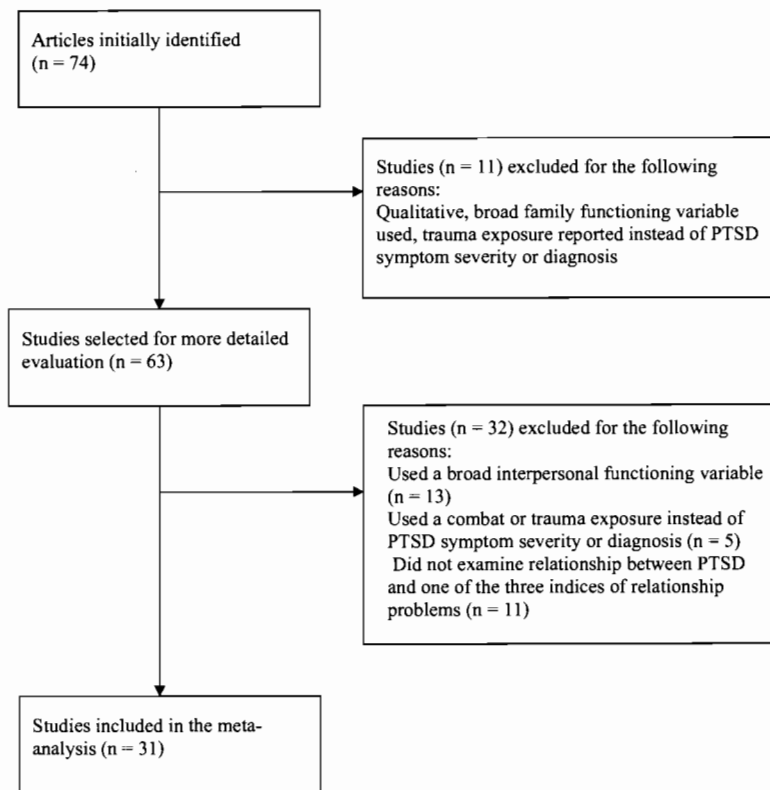 Articles initially identified
(n = 74)
Studies (n = 11) excluded for the following
reasons:
Qualitative, broad family functioning variable
used, trauma exposure reported instead of PTSD
symptom severity or diagnosis
Studies selected for more detailed
evaluation (n = 63)
Studies (n = 32) excluded for the following
reasons:
Used a broad interpersonal functioning variable
(n = 13)
Used a combat or trauma exposure instead of
PTSD symptom severity or diagnosis (n = 5)
Did not examine relationship between PTSD
and one of the three indices of relationship
problems (n = 11)
Studies included in the meta-
analysis (n = 31)